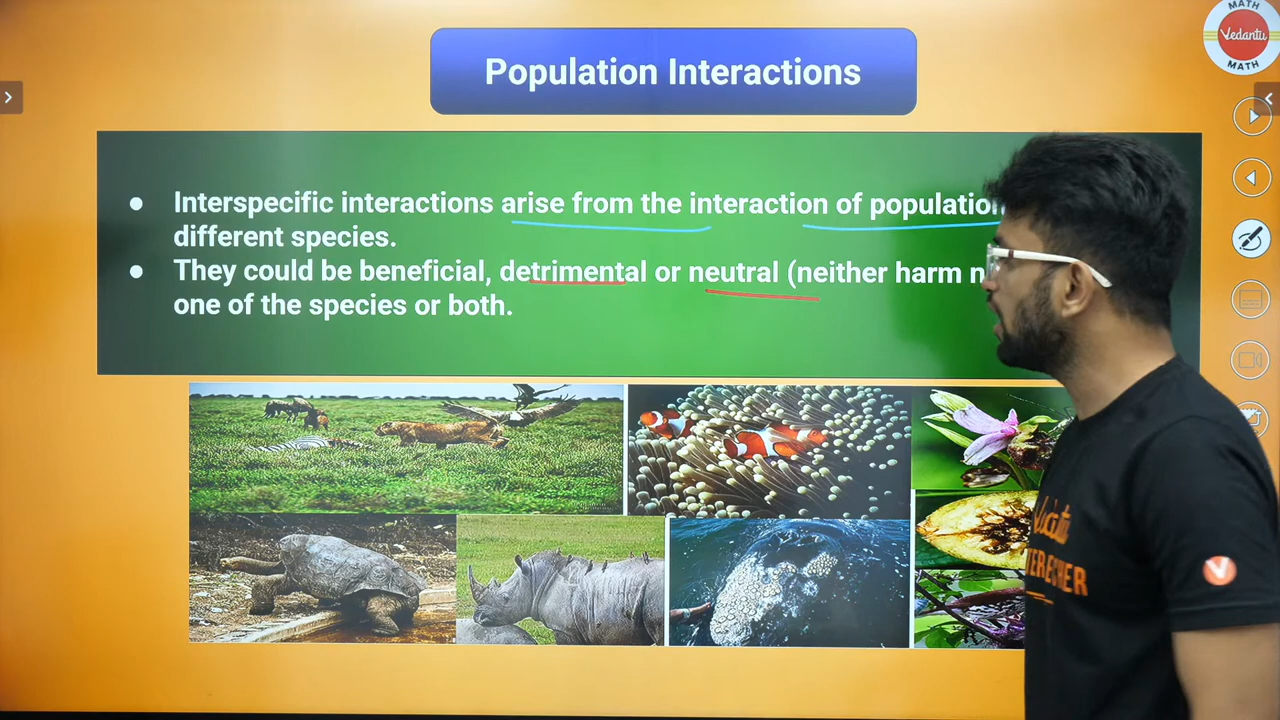 Population Interactions
MATH
Vedantu
MATH
● Interspecific interactions arise from the interaction of population
different species.
● They could be beneficial, detrimental or neutral (neither harm
one of the species or both.